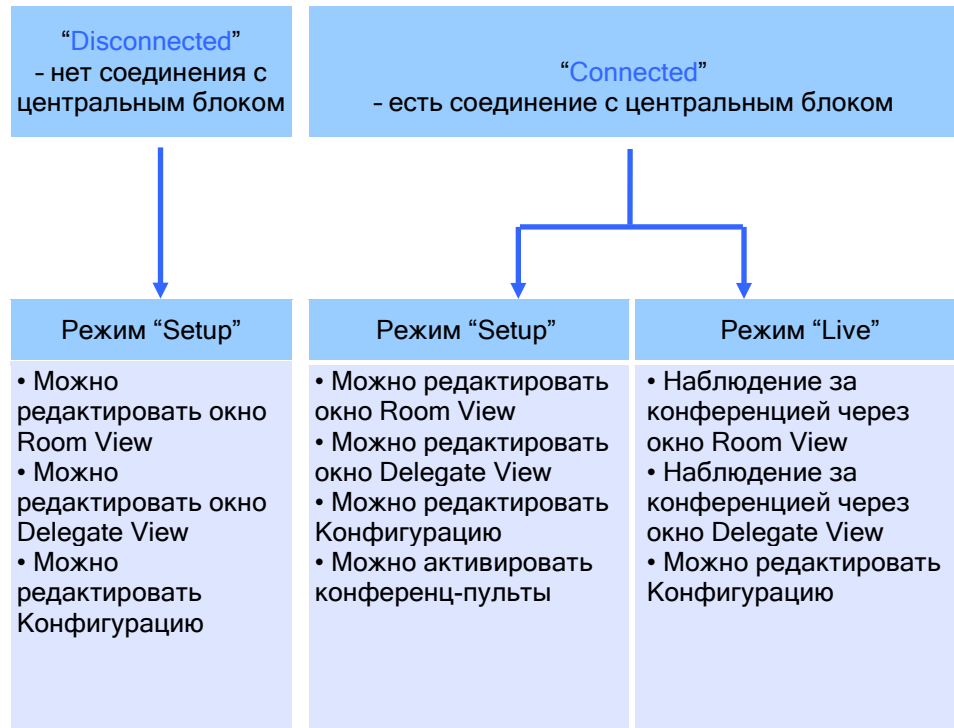 “Disconnected”
– нет соединения с
центральным блоком
“Connected”
– есть соединение с центральным блоком
Режим “Setup”
• Можно
редактировать окно
Room View
• Можно
редактировать окно
Delegate View
• Можно
редактировать
Конфигурацию
Режим “Setup”
• Можно редактировать
окно Room View
• Можно редактировать
окно Delegate View
• Можно редактировать
Конфигурацию
• Можно активировать
конференц-пульты
Режим “Live”
• Наблюдение за
конференцией через
окно Room View
• Наблюдение за
конференцией через
окно Delegate View
• Можно редактировать
Конфигурацию